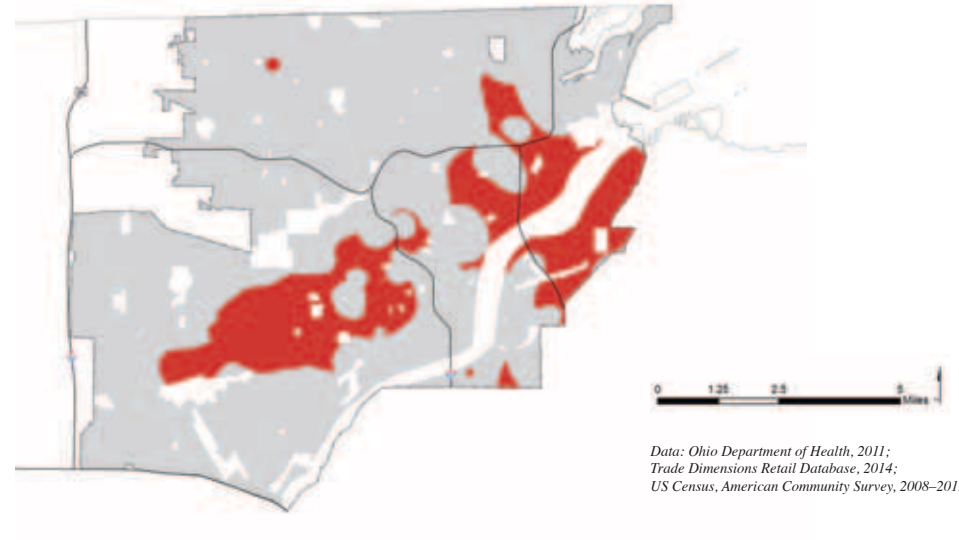 0 1.25 2.5 5
Miles
Data: Ohio Department of Health, 2011;
Trade Dimensions Retail Database, 2014;
US Census, American Community Survey, 2008–201